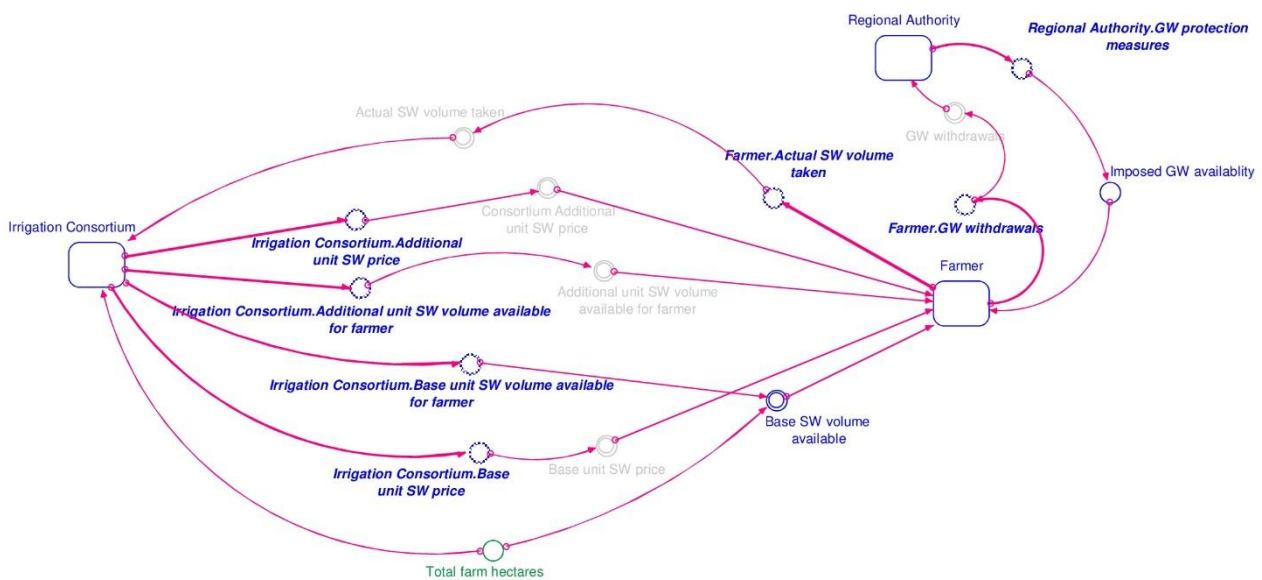 Regional Authority
Regional Authority.GW protection
measures
Actual SW volume taken
GW withdrawals
Farmer.Actual SW volume
taken
Imposed GW availablity
Consortium Additional
unit SW price
Irrigation Consortium
Irrigation Consortium.Additional
unit SW price
Farmer.GW withdrawals
Farmer
Additional unit SW volume
available for farmer
Irrigation Consortium.Additional unit SW volume available
for farmer
Irrigation Consortium.Base unit SW volume available
for farmer
Base SW volume
available
Base unit SW price
Irrigation Consortium.Base
unit SW price
Total farm hectares